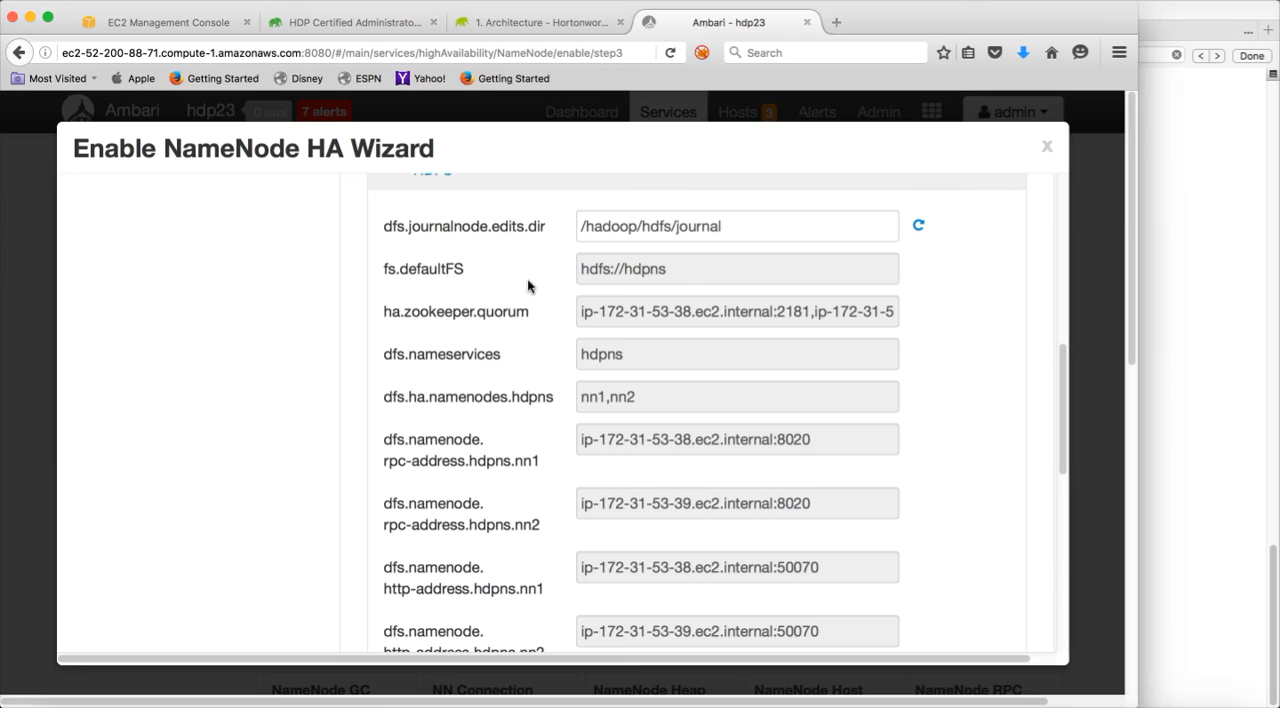 EC2 Management Console
HDP Certified Administrato...
1. Architecture - Hortonwor...
Ambari - hdp23
ec2-52-200-88-71.compute-1.amazonaws.com:8080/#/main/services/highAvailability/NameNode/enable/step3
Search
Done
Most Visited
Apple
Getting Started
Disney
ESPN
Yahoo!
Getting Started
Ambari hdp23 7 alerts Dashboard Services Hosts 3 Alerts Admin admin
Enable NameNode HA Wizard
x
dfs.journalnode.edits.dir /hadoop/hdfs/journal
fs.defaultFS hdfs://hdpns
ha.zookeeper.quorum ip-172-31-53-38.ec2.internal:2181,ip-172-31-5
dfs.nameservices hdpns
dfs.ha.namenodes.hdpns nn1,nn2
dfs.namenode. ip-172-31-53-38.ec2.internal:8020
rpc-address.hdpns.nn1
dfs.namenode. ip-172-31-53-39.ec2.internal:8020
rpc-address.hdpns.nn2
dfs.namenode. ip-172-31-53-38.ec2.internal:50070
http-address.hdpns.nn1
dfs.namenode. ip-172-31-53-39.ec2.internal:50070
http-address.hdpns.nn2
NameNode GC NN Connection NameNode Heap NameNode Host NameNode RPC